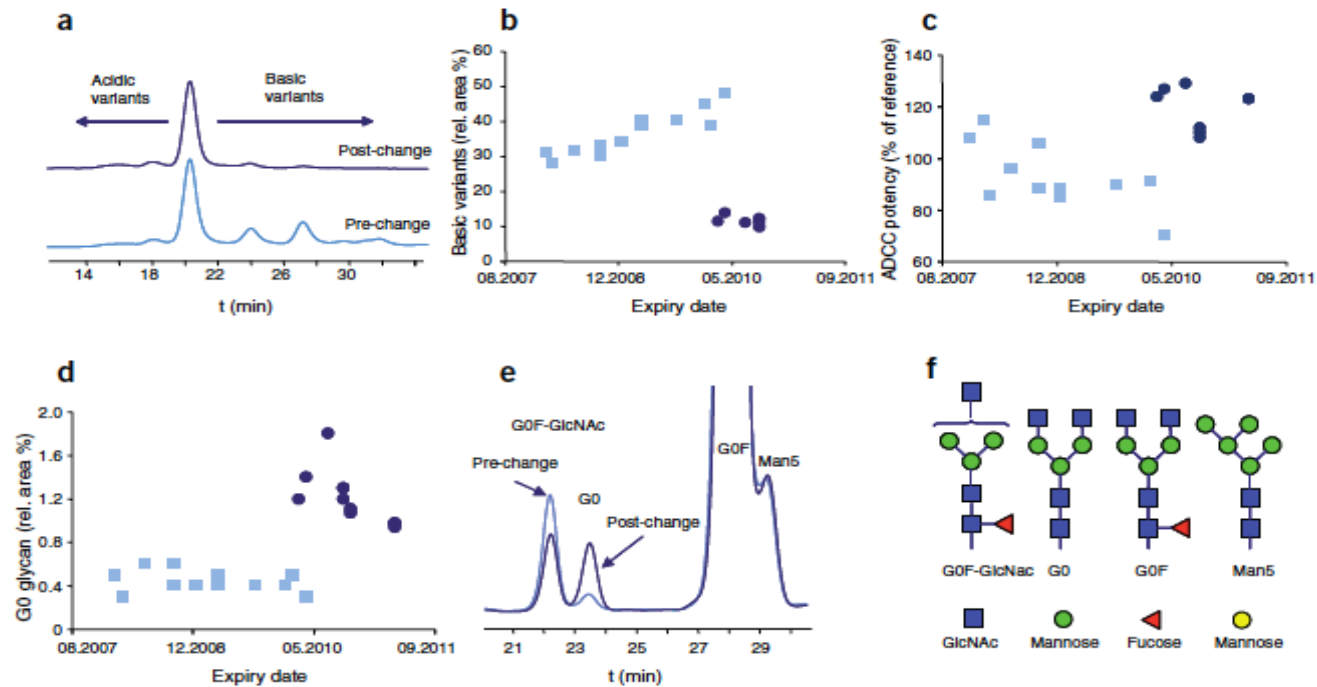 a
Acidic
variants
Basic
variants
Post-change
Pre-change
14 18 22 26 30
t (min)
b
Basic variants (rel. area %)
60
50
40
30
20
10
0
08.2007 12.2008 05.2010 09.2011
Expiry date
c
ADCC potency (% of reference)
140
120
100
80
60
08.2007 12.2008 05.2010 09.2011
Expiry date
d
G0 glycan (rel. area %)
2.0
1.6
1.2
0.8
0.4
0
08.2007 12.2008 05.2010 09.2011
Expiry date
e
G0F-GlcNAc
Pre-change
G0
Post-change
G0F
Man5
21 23 25 27 29
t (min)
f
G0F-GlcNac G0 G0F Man5
GlcNAc Mannose Fucose Mannose